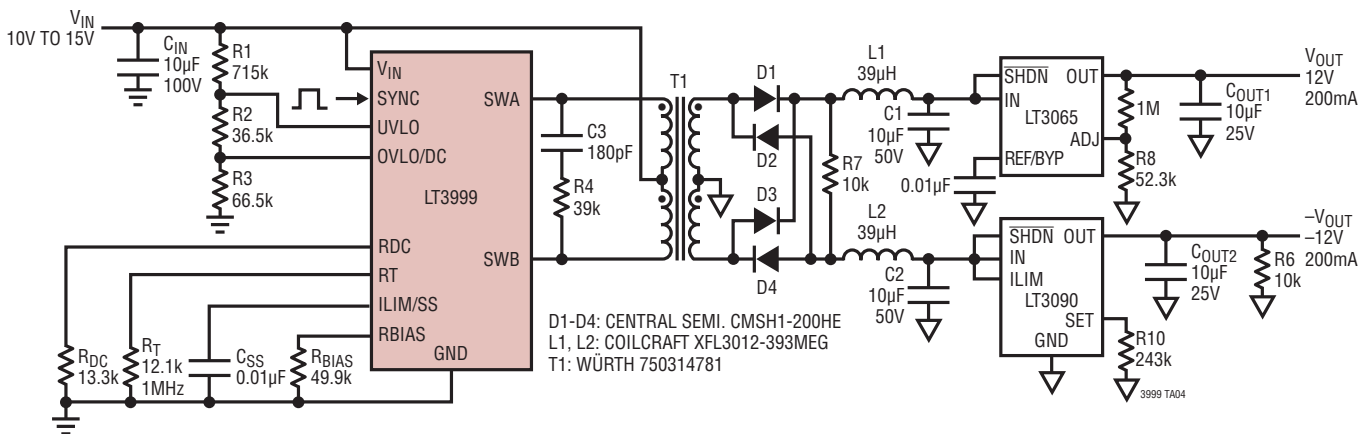 VIN
10V TO 15V
CIN
10µF
100V
R1
715k
R2
36.5k
R3
66.5k
VIN
SYNC
UVLO
OVLO/DC
LT3999
RDC
RT
ILIM/SS
RBIAS
GND
SWA
SWB
RDC
13.3k
RT
12.1k
1MHz
CSS
0.01µF
RBIAS
49.9k
C3
180pF
R4
39k
T1
D1
D2
D3
D4
R7
10k
L1
39µH
C1
10µF
50V
L2
39µH
C2
10µF
50V
SHDN OUT
IN
LT3065
ADJ
REF/BYP
0.01µF
1M
R8
52.3k
COUT1
10µF
25V
VOUT
12V
200mA
SHDN OUT
IN
ILIM
LT3090
SET
GND
R10
243k
COUT2
10µF
25V
R6
10k
–VOUT
–12V
200mA
D1-D4: CENTRAL SEMI. CMSH1-200HE
L1, L2: COILCRAFT XFL3012-393MEG
T1: WÜRTH 750314781
3999 TA04